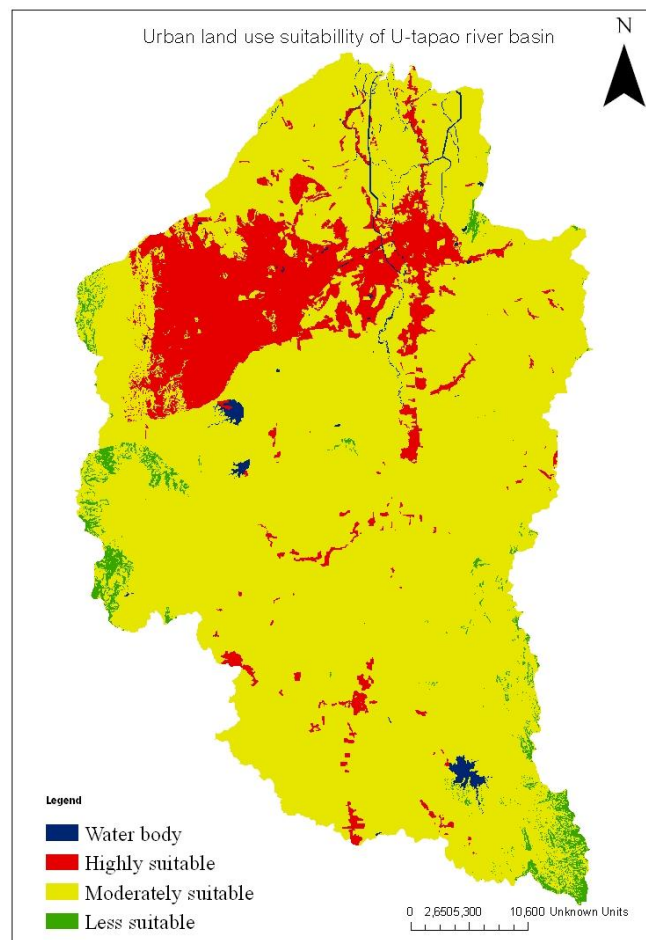 Urban land use suitabillity of U-tapao river basin
N
Legend
Water body
Highly suitable
Moderately suitable
Less suitable
0 2,6505,300 10,600 Unknown Units